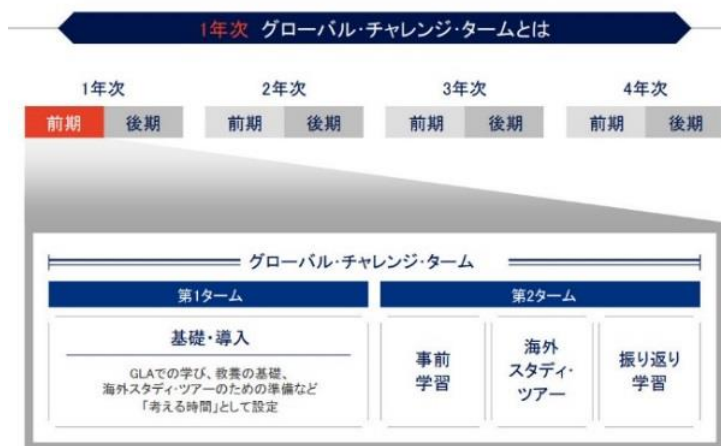 1年次 グローバル・チャレンジ・タームとは
1年次 2年次 3年次 4年次
前期 後期 前期 後期 前期 後期 前期 後期
グローバル・チャレンジ・ターム
第1ターム 第2ターム
基礎・導入
GLAでの学び、教養の基礎、
海外スタディ・ツアーのための準備など
「考える時間」として設定
事前
学習
海外
スタディ・
ツアー
振り返り
学習